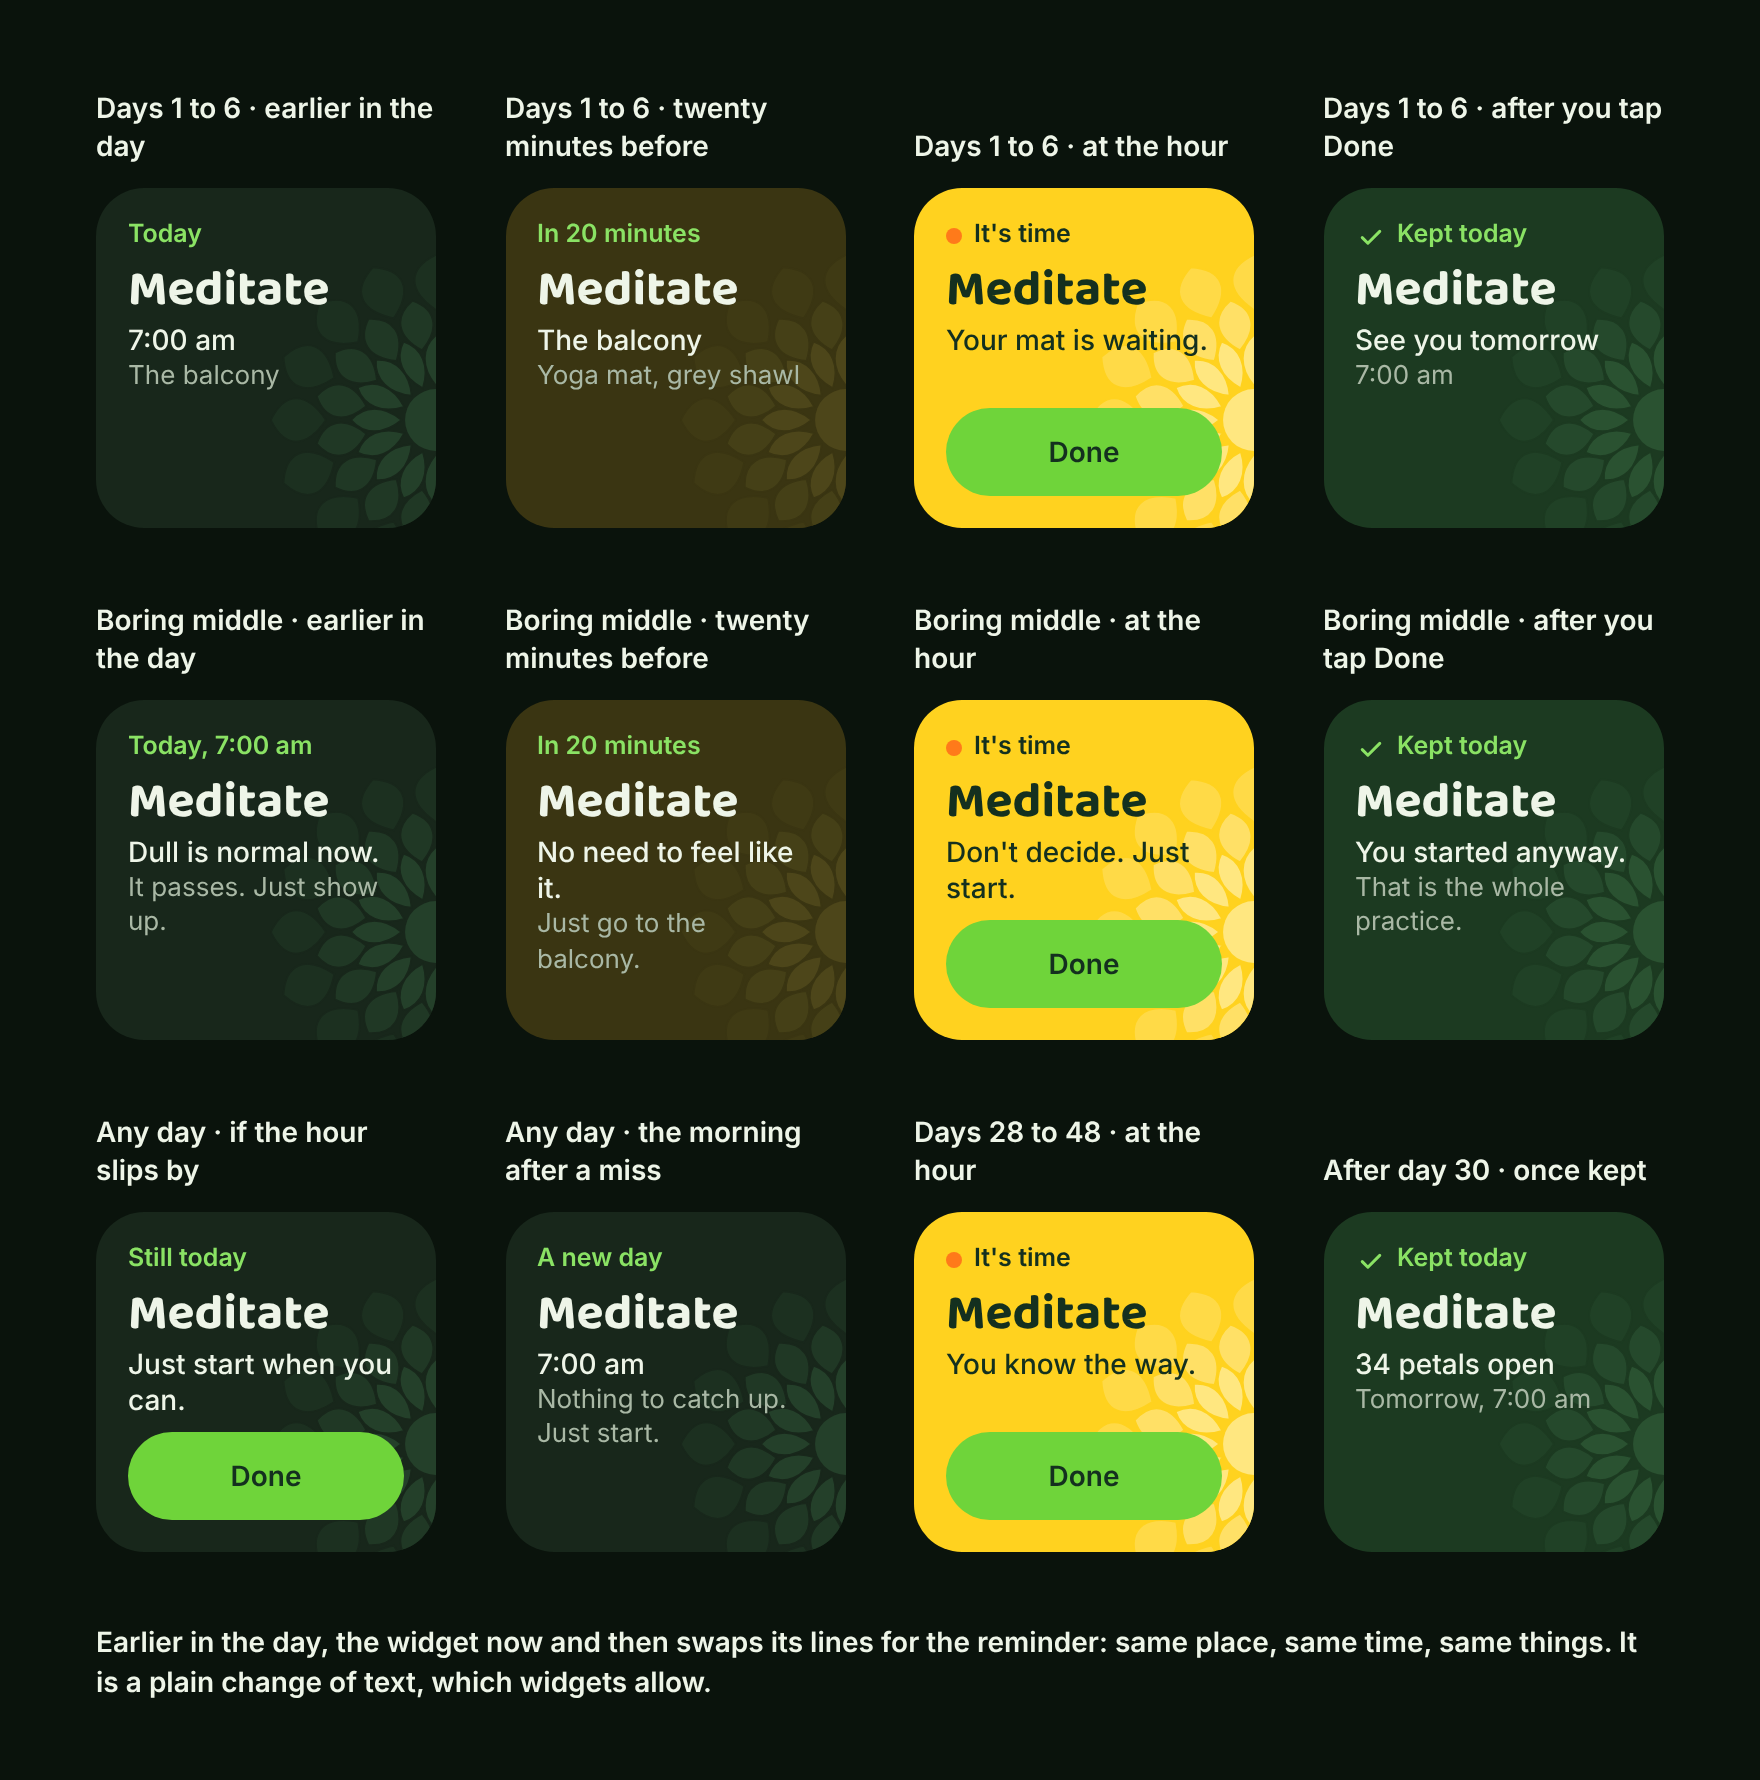 Days 1 to 6 · earlier in the
day
Today
Meditate
7:00 am
The balcony
Days 1 to 6 · twenty
minutes before
In 20 minutes
Meditate
The balcony
Yoga mat, grey shawl
Days 1 to 6 · at the hour
It's time
Meditate
Your mat is waiting.
Done
Days 1 to 6 · after you tap
Done
Kept today
Meditate
See you tomorrow
7:00 am
Boring middle · earlier in
the day
Today, 7:00 am
Meditate
Dull is normal now.
It passes. Just show
up.
Boring middle · twenty
minutes before
In 20 minutes
Meditate
No need to feel like
it.
Just go to the
balcony.
Boring middle · at the
hour
It's time
Meditate
Don't decide. Just
start.
Done
Boring middle · after you
tap Done
Kept today
Meditate
You started anyway.
That is the whole
practice.
Any day · if the hour
slips by
Still today
Meditate
Just start when you
can.
Done
Any day · the morning
after a miss
A new day
Meditate
7:00 am
Nothing to catch up.
Just start.
Days 28 to 48 · at the
hour
It's time
Meditate
You know the way.
Done
After day 30 · once kept
Kept today
Meditate
34 petals open
Tomorrow, 7:00 am
Earlier in the day, the widget now and then swaps its lines for the reminder: same place, same time, same things. It
is a plain change of text, which widgets allow.